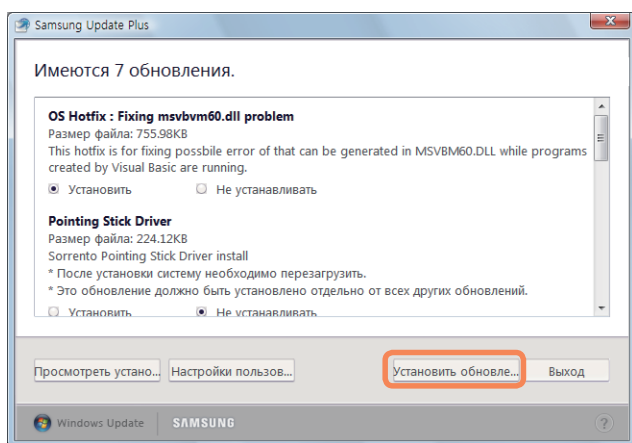 Samsung Update Plus
Имеются 7 обновления.
OS Hotfix : Fixing msvbvm60.dll problem
Размер файла: 755.98KB
This hotfix is for fixing possbile error of that can be generated in MSVBM60.DLL while programs
created by Visual Basic are running.
Установить Не устанавливать
Pointing Stick Driver
Размер файла: 224.12KB
Sorrento Pointing Stick Driver install
* После установки систему необходимо перезагрузить.
* Это обновление должно быть установлено отдельно от всех других обновлений.
Установить Не устанавливать
Просмотреть устано... Настройки пользов... Установить обновле... Выход
Windows Update SAMSUNG ?